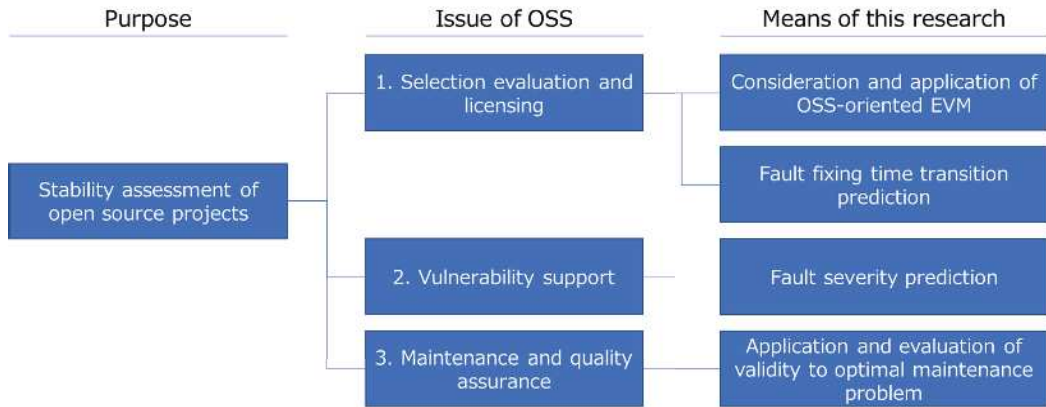 Purpose
Issue of OSS
Means of this research
1. Selection evaluation and
licensing
Consideration and application of
OSS-oriented EVM
Stability assessment of
open source projects
Fault fixing time transition
prediction
2. Vulnerability support
Fault severity prediction
3. Maintenance and quality
assurance
Application and evaluation of
validity to optimal maintenance
problem